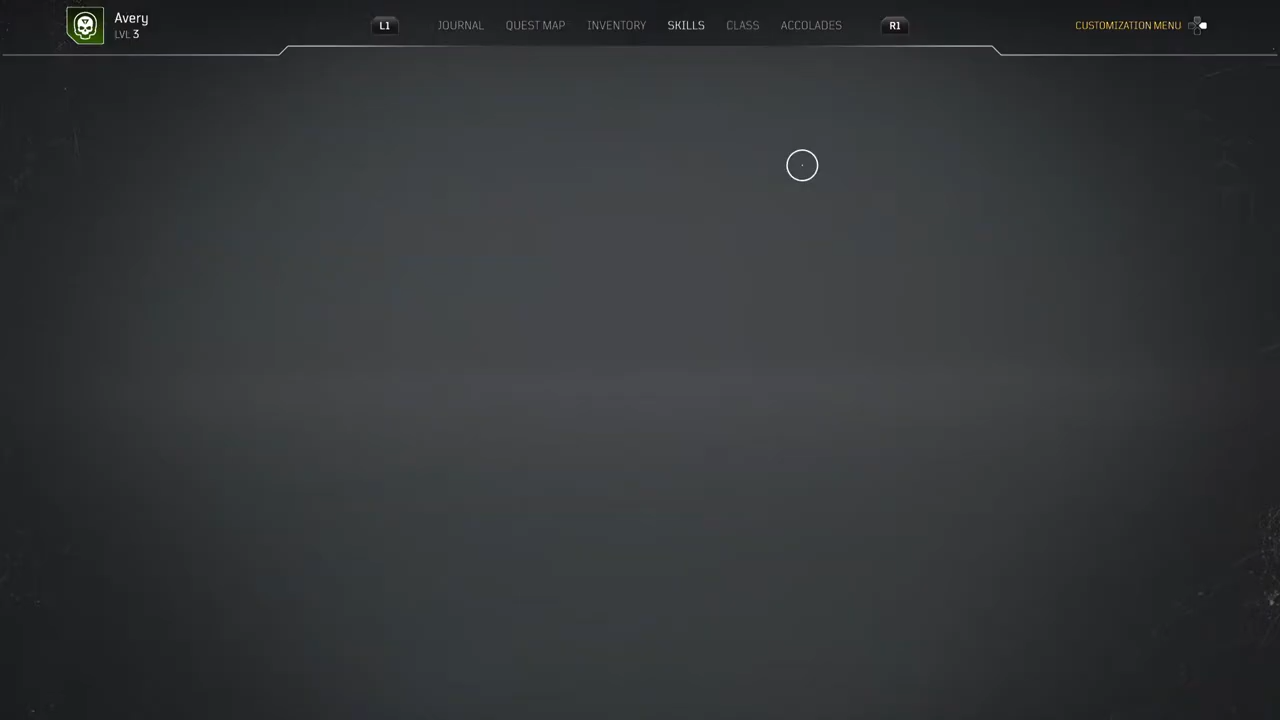 Avery
LVL 3
L1 JOURNAL QUEST MAP INVENTORY SKILLS CLASS ACCOLADES R1
CUSTOMIZATION MENU